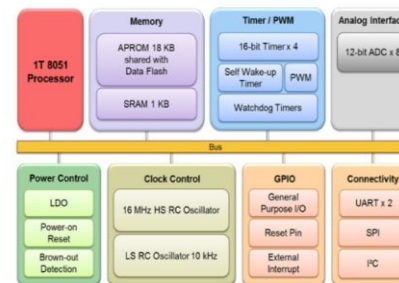 1T 8051
Processor
Memory
APROM 18 KB
shared with
Data Flash
SRAM 1 KB
Timer / PWM
16-bit Timer x 4
Self Wake-up
Timer
PWM
Watchdog Timers
Analog Interfac
12-bit ADC x 8
Bus
Power Control
LDO
Power-on
Reset
Brown-out
Detection
Clock Control
16 MHz HS RC Oscillator
LS RC Oscillator 10 kHz
GPIO
General
Purpose I/O
Reset Pin
External
Interrupt
Connectivity
UART x 2
SPI
I²C